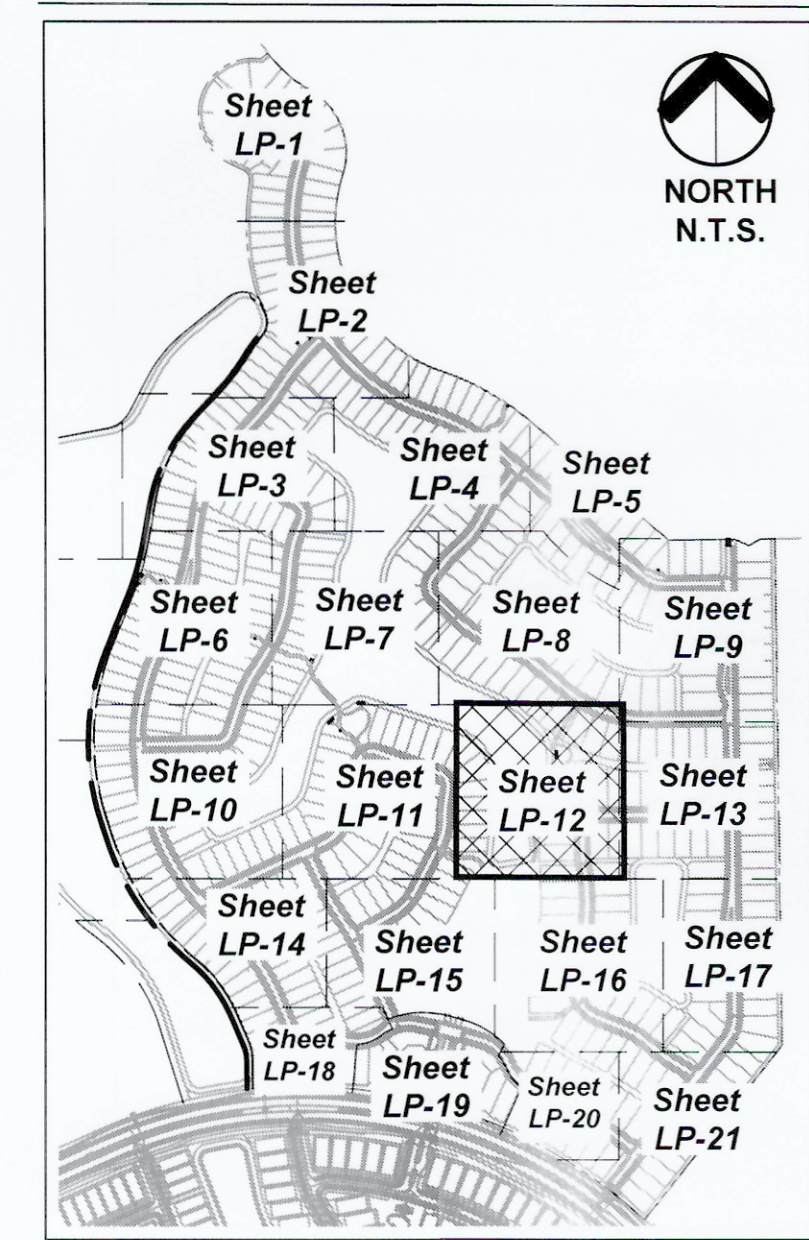 Sheet
LP-1
NORTH
N.T.S.
Sheet
LP-2
Sheet
LP-3
Sheet
LP-4
Sheet
LP-5
Sheet
LP-6
Sheet
LP-7
Sheet
LP-8
Sheet
LP-9
Sheet
LP-10
Sheet
LP-11
Sheet
LP-12
Sheet
LP-13
Sheet
LP-14
Sheet
LP-15
Sheet
LP-16
Sheet
LP-17
Sheet
LP-18
Sheet
LP-19
Sheet
LP-20
Sheet
LP-21